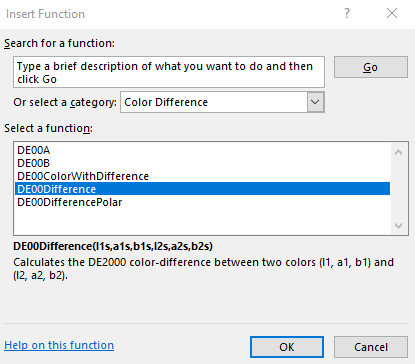 Insert Function ? ×
Search for a function:
Type a brief description of what you want to do and then
click Go
Go
Or select a category: Color Difference
Select a function:
DE00A
DE00B
DE00ColorWithDifference
DE00Difference
DE00DifferencePolar
DE00Difference(l1s,a1s,b1s,l2s,a2s,b2s)
Calculates the DE2000 color-difference between two colors (l1, a1, b1) and
(l2, a2, b2).
Help on this function
OK
Cancel